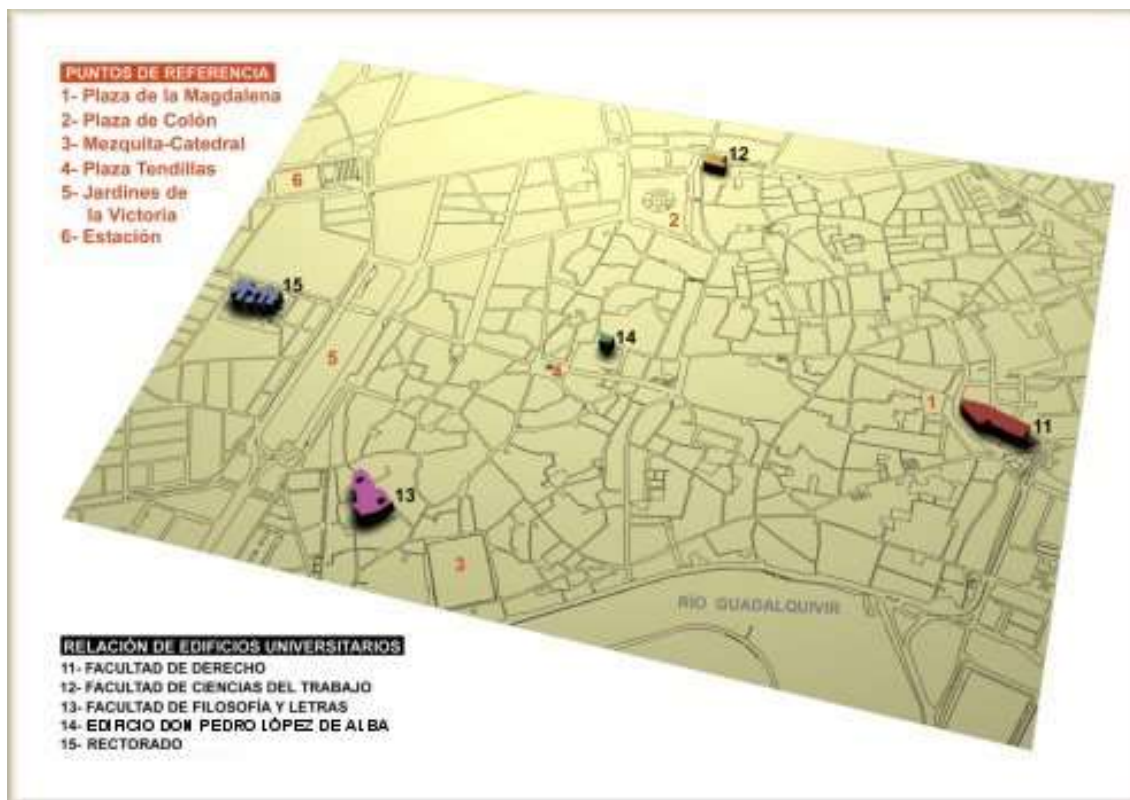 PUNTOS DE REFERENCIA
1- Plaza de la Magdalena
2- Plaza de Colón
3- Mezquita-Catedral
4- Plaza Tendillas
5- Jardines de
la Victoria
6- Estación
12
6
2
15
14
5
4
1
11
13
3
RIO GUADALQUIVIR
RELACIÓN DE EDIFICIOS UNIVERSITARIOS
11- FACULTAD DE DERECHO
12- FACULTAD DE CIENCIAS DEL TRABAJO
13- FACULTAD DE FILOSOFÍA Y LETRAS
14- EDIFICIO DON PEDRO LÓPEZ DE ALBA
15- RECTORADO